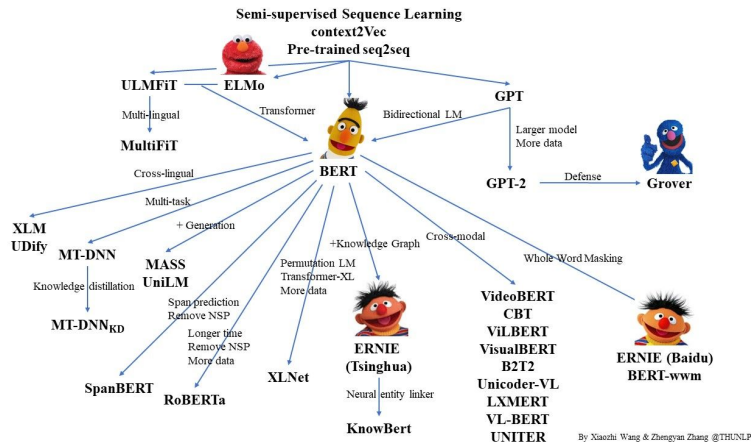 Semi-supervised Sequence Learning
context2Vec
Pre-trained seq2seq
ULMFiT
ELMo
GPT
Multi-lingual
Transformer
Bidirectional LM
Larger model
More data
MultiFiT
BERT
GPT-2
Defense
Grover
Cross-lingual
Multi-task
+ Generation
+Knowledge Graph
Cross-modal
Whole Word Masking
XLM
UDify
MT-DNN
MASS
UniLM
Permutation LM
Transformer-XL
More data
Knowledge distillation
Span prediction
Remove NSP
VideoBERT
CBT
ViLBERT
VisualBERT
B2T2
Unicoder-VL
LXMERT
VL-BERT
UNITER
MT-DNNKD
Longer time
Remove NSP
More data
ERNIE
(Tsinghua)
ERNIE (Baidu)
BERT-wwm
SpanBERT
RoBERTa
XLNet
Neural entity linker
KnowBert
By Xiaozhi Wang & Zhengyan Zhang @THUNLP